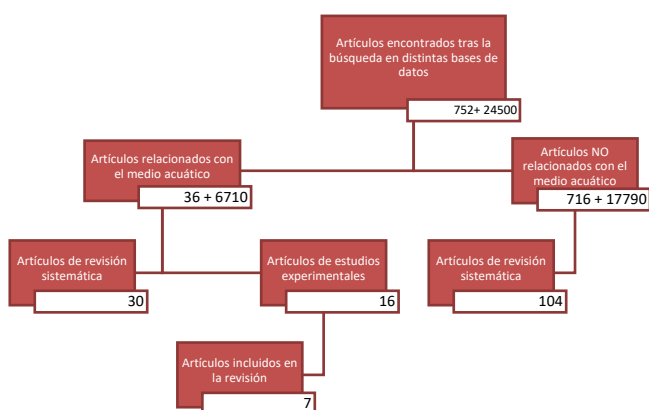 Artículos encontrados tras la
búsqueda en distintas bases de
datos
752+ 24500
Artículos relacionados con
el medio acuático
36 + 6710
Artículos NO
relacionados con el
medio acuático
716 + 17790
Artículos de revisión
sistemática
30
Artículos de estudios
experimentales
16
Artículos de revisión
sistemática
104
Artículos incluidos en
la revisión
7